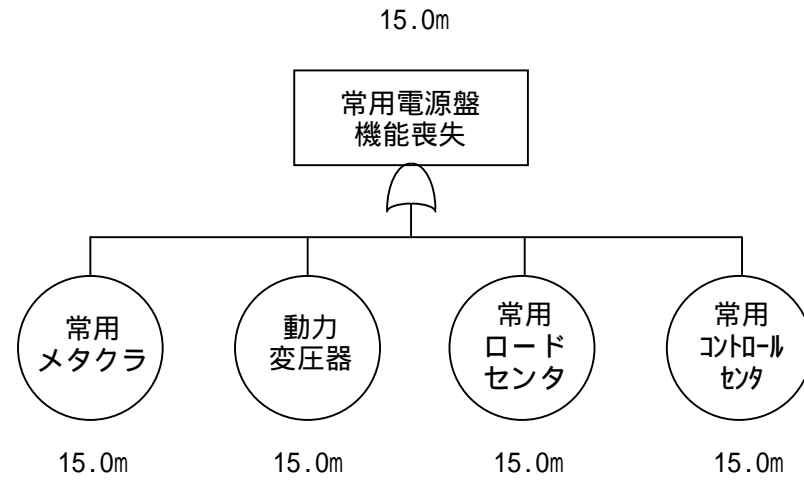 15.0m
常用電源盤
機能喪失
常用
メタクラ
動力
変圧器
常用
ロード
センタ
常用
コントロール
センタ
15.0m
15.0m
15.0m
15.0m